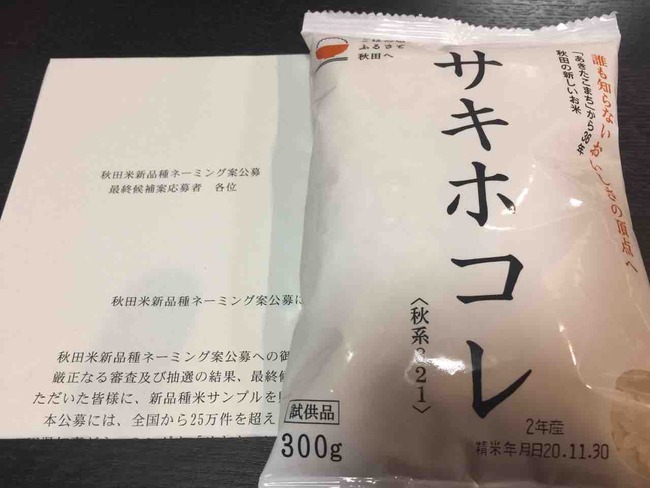 秋田米新品種ネーミング案公募
最終候補案応募者 各位
秋田米新品種ネーミング案公募に
秋田米新品種ネーミング案公募への御
厳正なる審査及び抽選の結果、最終候
ただいた皆様に、新品種米サンプルを
本公募には、全国から25万件を超え
ふるさと
秋田へ
誰も知らないおいしさの頂点へ
「あきたこまち」から36年
秋田の新しいお米
サキホコレ
〈秋系821〉
試供品
300g
2年産
精米年月日20.11.30